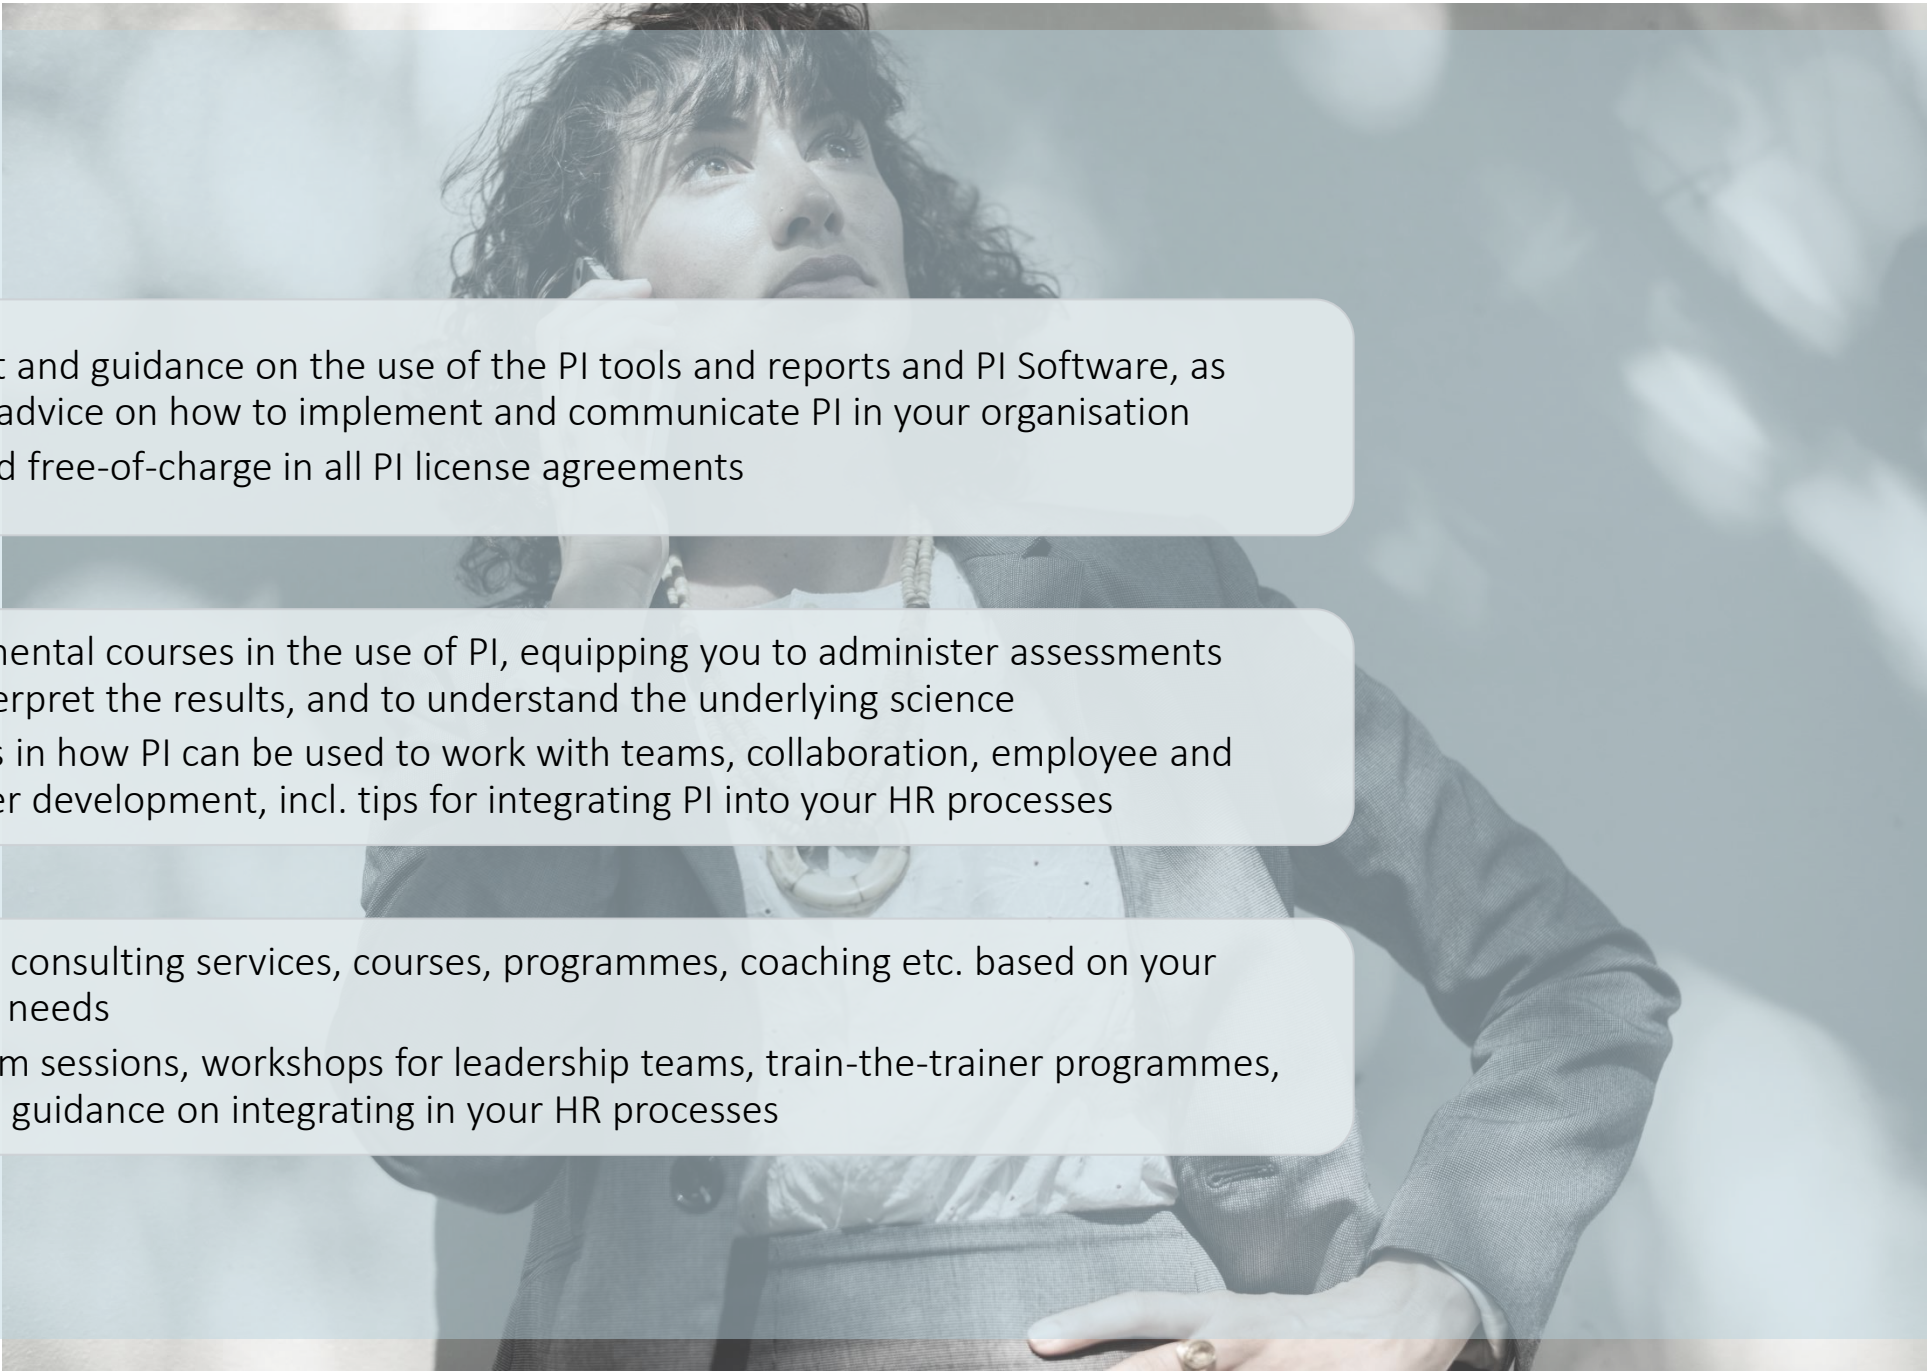 and guidance on the use of the PI tools and reports and PI Software, as
advice on how to implement and communicate PI in your organisation
free-of-charge in all PI license agreements
courses in the use of PI, equipping you to administer assessments
the results, and to understand the underlying science
in how PI can be used to work with teams, collaboration, employee and
development, incl. tips for integrating PI into your HR processes
consulting services, courses, programmes, coaching etc. based on your
needs
sessions, workshops for leadership teams, train-the-trainer programmes,
guidance on integrating in your HR processes